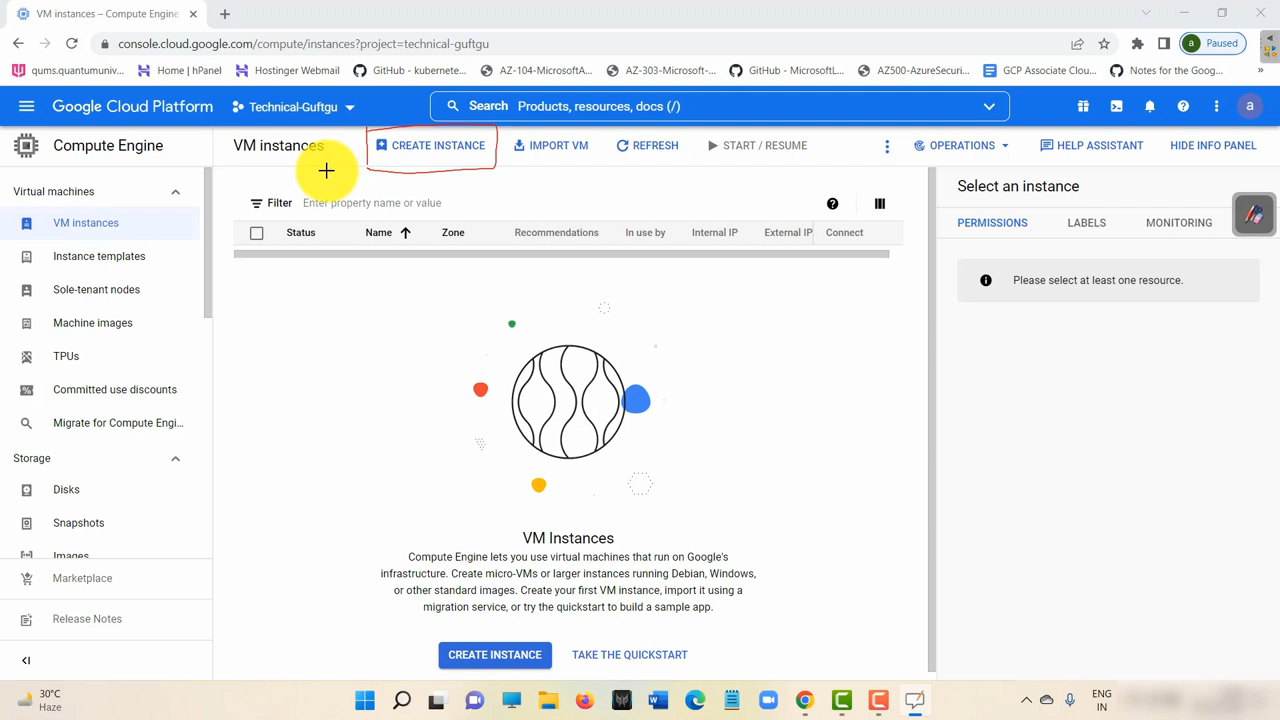 VM instances – Compute Engine
console.cloud.google.com/compute/instances?project=technical-guftgu
Paused
qums.quantumuniv...
Home | hPanel
Hostinger Webmail
GitHub - kubernete...
AZ-104-MicrosoftA...
AZ-303-Microsoft-...
GitHub - MicrosoftL...
AZ500-AzureSecuri...
GCP Associate Clou...
Notes for the Goog...
Google Cloud Platform
Technical-Guftgu
Search Products, resources, docs (/)
a
Compute Engine
VM instances
CREATE INSTANCE
IMPORT VM
REFRESH
START / RESUME
OPERATIONS
HELP ASSISTANT
HIDE INFO PANEL
Virtual machines
VM instances
Instance templates
Sole-tenant nodes
Machine images
TPUs
Committed use discounts
Migrate for Compute Engi...
Storage
Disks
Snapshots
Images
Marketplace
Release Notes
Filter Enter property name or value
Status Name Zone Recommendations In use by Internal IP External IP Connect
VM Instances
Compute Engine lets you use virtual machines that run on Google's
infrastructure. Create micro-VMs or larger instances running Debian, Windows,
or other standard images. Create your first VM instance, import it using a
migration service, or try the quickstart to build a sample app.
CREATE INSTANCE TAKE THE QUICKSTART
Select an instance
PERMISSIONS LABELS MONITORING
Please select at least one resource.
30°C
Haze
ENG
IN